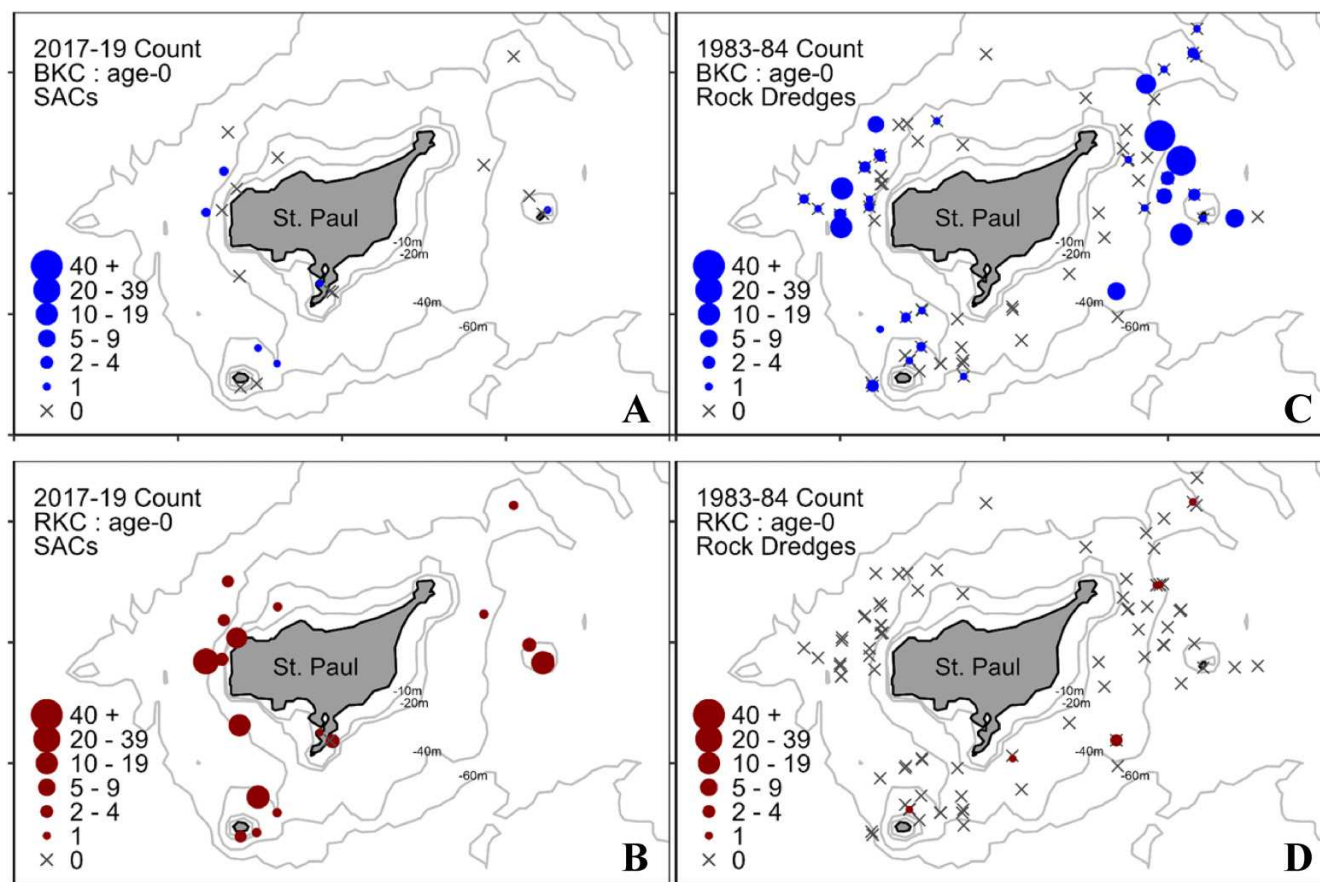 2017-19 Count
BKC : age-0
SACs
St. Paul
-10m
-20m
-40m
-60m
40 +
20 - 39
10 - 19
5 - 9
2 - 4
1
0
A
1983-84 Count
BKC : age-0
Rock Dredges
St. Paul
-10m
-20m
-40m
-60m
40 +
20 - 39
10 - 19
5 - 9
2 - 4
1
0
C
2017-19 Count
RKC : age-0
SACs
St. Paul
-10m
-20m
-40m
-60m
40 +
20 - 39
10 - 19
5 - 9
2 - 4
1
0
B
1983-84 Count
RKC : age-0
Rock Dredges
St. Paul
-10m
-20m
-40m
-60m
40 +
20 - 39
10 - 19
5 - 9
2 - 4
1
0
D